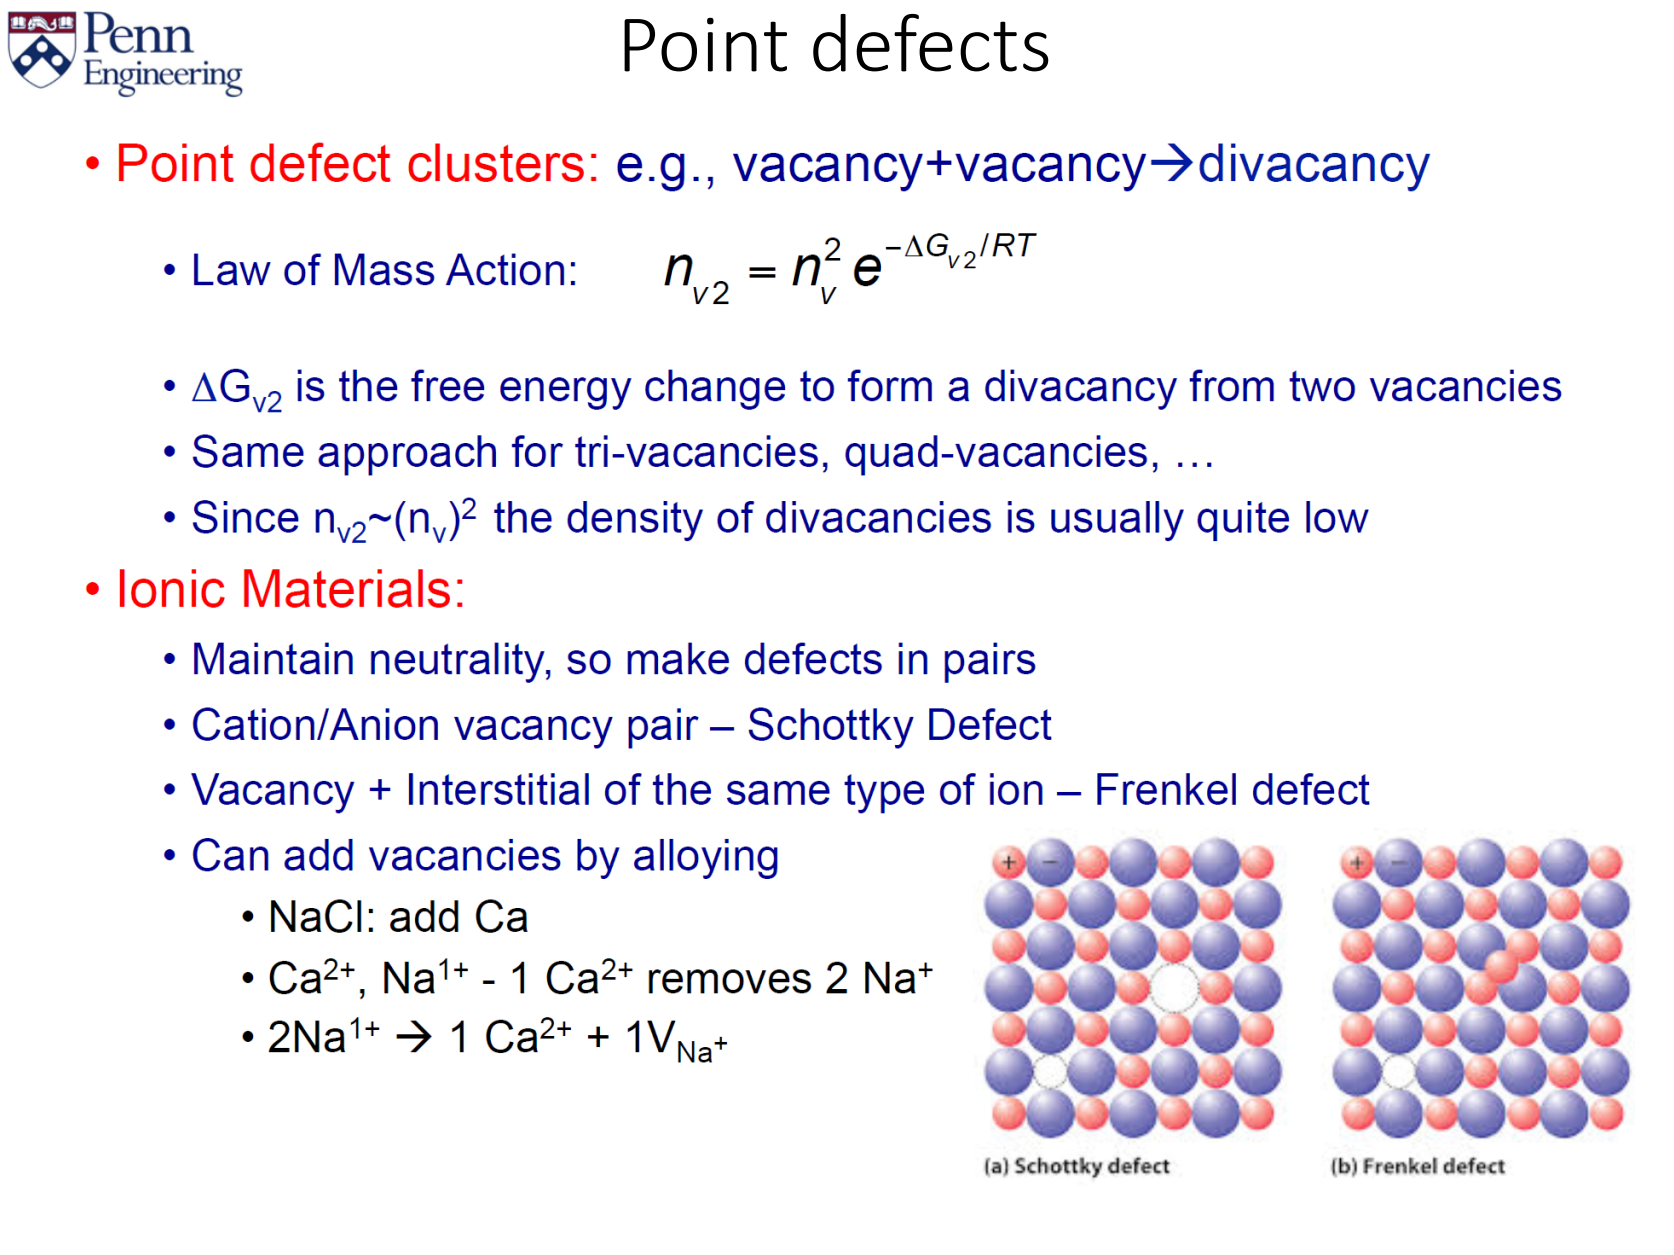 Penn
Engineering
Point defects
• Point defect clusters: e.g., vacancy+vacancy→divacancy
• Law of Mass Action: n_{v2} = n_v^2 e^{-ΔG_{v2}/RT}
• ΔG_{v2} is the free energy change to form a divacancy from two vacancies
• Same approach for tri-vacancies, quad-vacancies, …
• Since n_{v2}~(n_v)^2 the density of divacancies is usually quite low
• Ionic Materials:
• Maintain neutrality, so make defects in pairs
• Cation/Anion vacancy pair – Schottky Defect
• Vacancy + Interstitial of the same type of ion – Frenkel defect
• Can add vacancies by alloying
• NaCl: add Ca
• Ca^{2+}, Na^{1+} - 1 Ca^{2+} removes 2 Na^+
• 2Na^{1+} → 1 Ca^{2+} + 1V_{Na^+}
+ −
+ −
(a) Schottky defect
(b) Frenkel defect